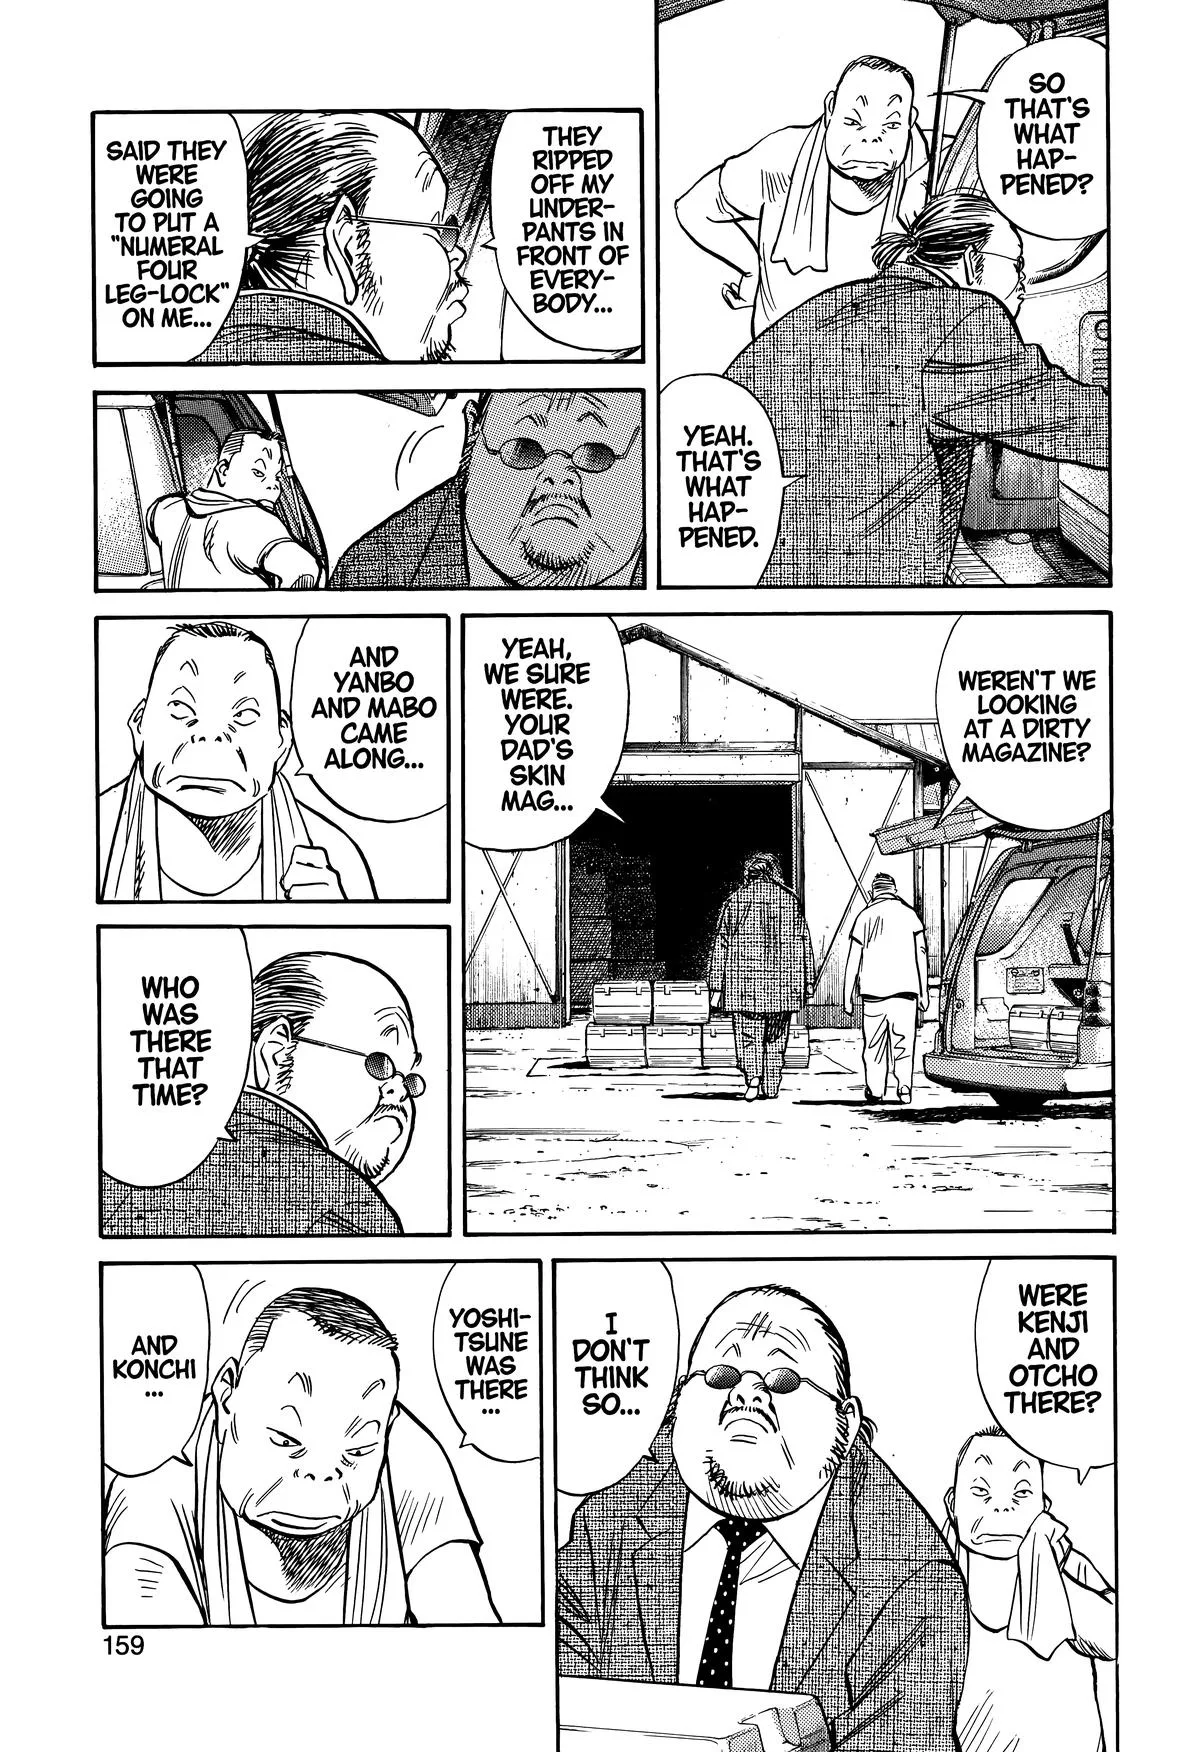 SO
THAT'S
WHAT
HAP-
PENED?
YEAH.
THAT'S
WHAT
HAP-
PENED.
THEY
RIPPED
OFF MY
UNDER-
PANTS IN
FRONT OF
EVERY-
BODY...
SAID THEY
WERE
GOING
TO PUT A
"NUMERAL
FOUR
LEG-LOCK"
ON ME...
WEREN'T WE
LOOKING
AT A DIRTY
MAGAZINE?
YEAH,
WE SURE
WERE.
YOUR
DAD'S
SKIN
MAG...
AND
YANBO
AND MABO
CAME
ALONG...
WHO
WAS
THERE
THAT
TIME?
WERE
KENJI
AND
OTCHO
THERE?
I
DON'T
THINK
SO...
YOSHI-
TSUNE
WAS
THERE
...
AND
KONCHI
...
159